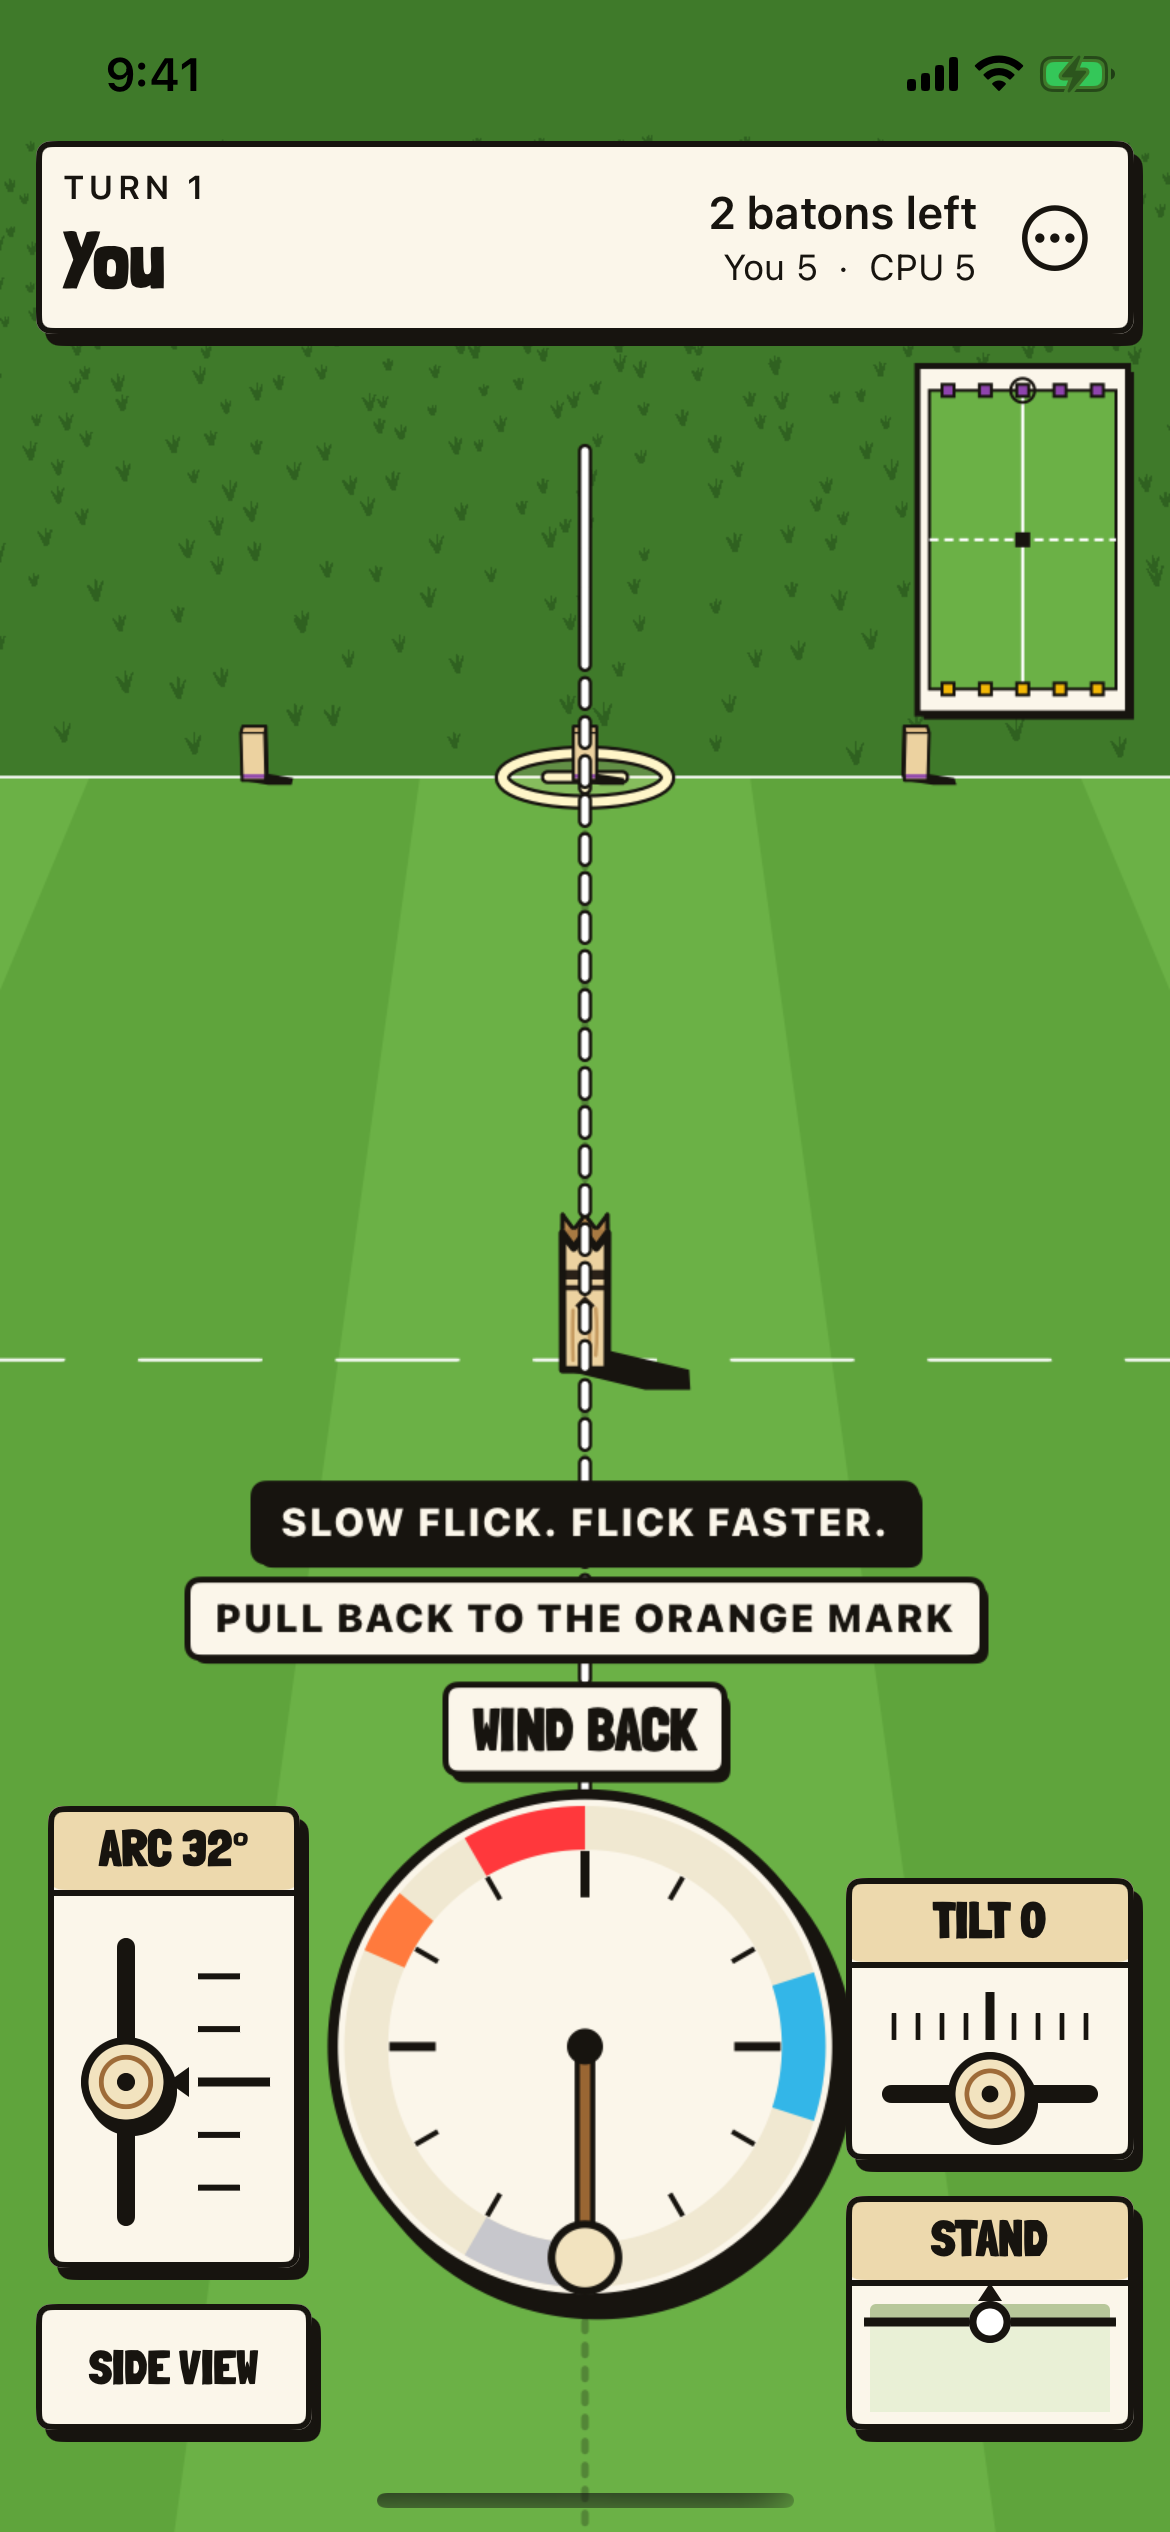 9:41
TURN 1
You
2 batons left
You 5 · CPU 5
SLOW FLICK. FLICK FASTER.
PULL BACK TO THE ORANGE MARK
WIND BACK
ARC 32°
TILT 0
STAND
SIDE VIEW